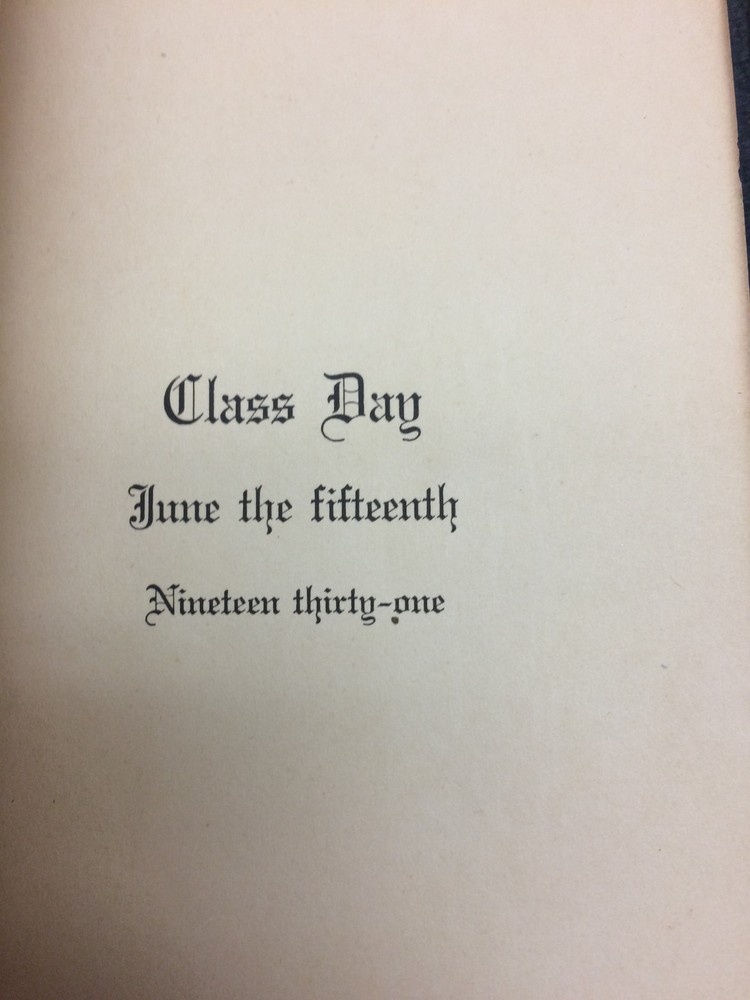 Class Day
June the fifteenth
Nineteen thirty-one